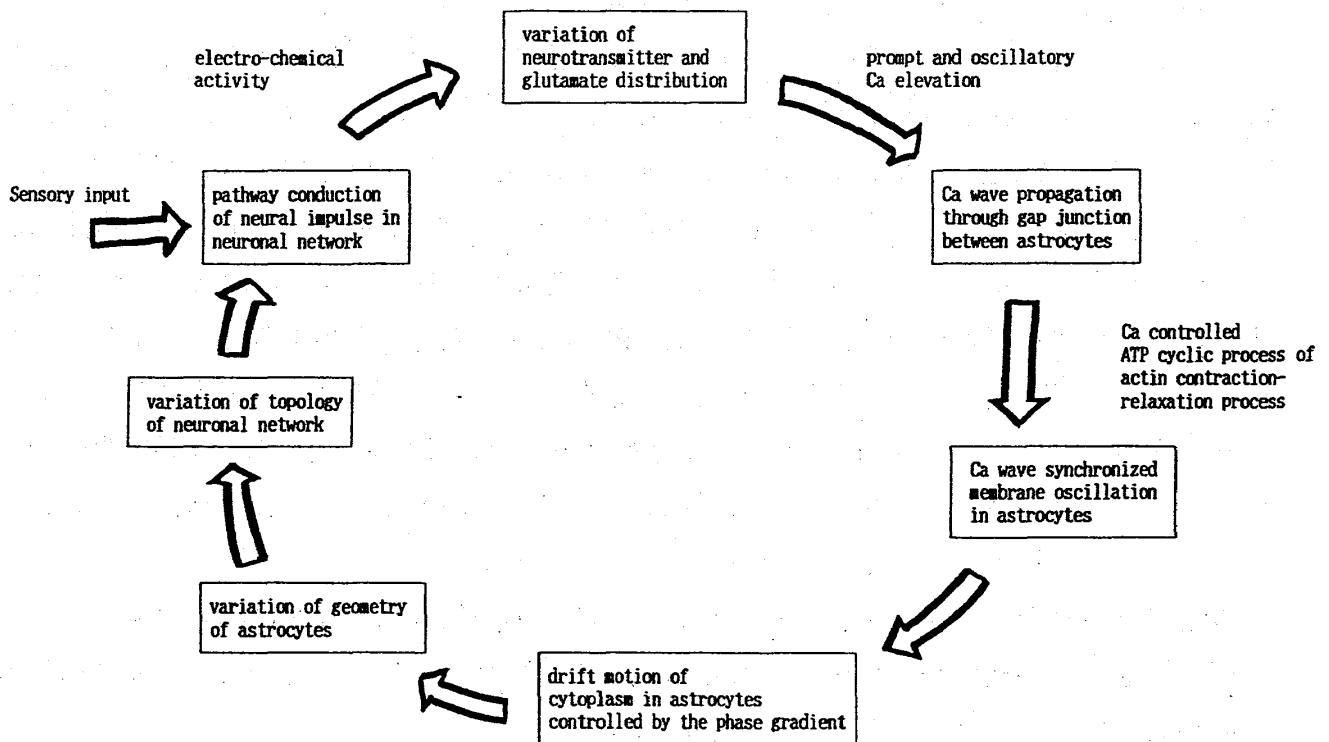 variation of
neurotransmitter and
glutamate distribution
electro-chemical
activity
prompt and oscillatory
Ca elevation
Sensory input
pathway conduction
of neural impulse in
neuronal network
Ca wave propagation
through gap junction
between astrocytes
Ca controlled
ATP cyclic process of
actin contraction-
relaxation process
variation of topology
of neuronal network
Ca wave synchronized
membrane oscillation
in astrocytes
variation of geometry
of astrocytes
drift motion of
cytoplasm in astrocytes
controlled by the phase gradient